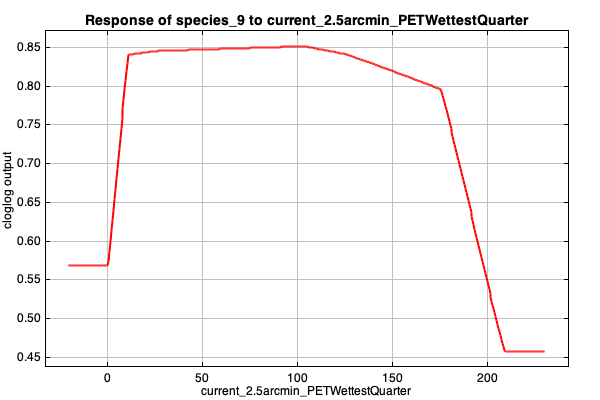 Response of species_9 to current_2.5arcmin_PETWettestQuarter
cloglog output
0.85
0.80
0.75
0.70
0.65
0.60
0.55
0.50
0.45
0 50 100 150 200
current_2.5arcmin_PETWettestQuarter